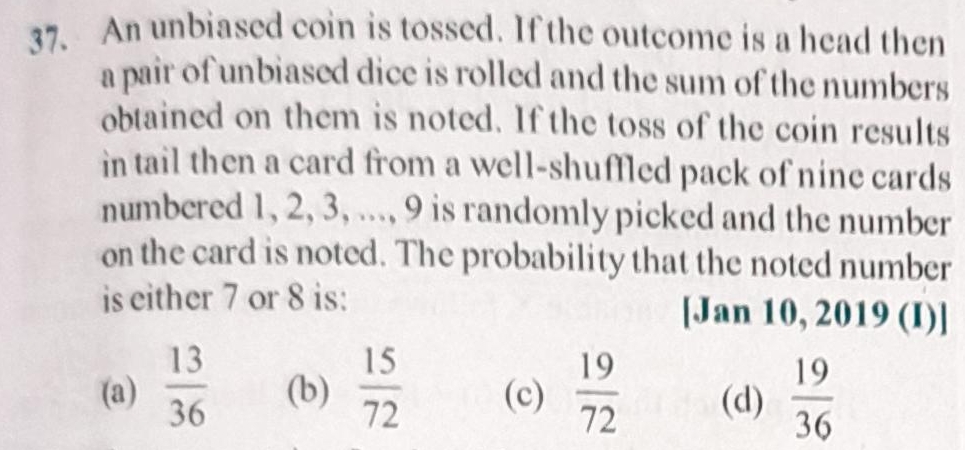 37. An unbiased coin is tossed. If the outcome is a head then
a pair of unbiased dice is rolled and the sum of the numbers
obtained on them is noted. If the toss of the coin results
in tail then a card from a well-shuffled pack of nine cards
numbered 1, 2, 3, ...., 9 is randomly picked and the number
on the card is noted. The probability that the noted number
is either 7 or 8 is:
[Jan 10, 2019 (I)]
(a) 13/36 (b) 15/72 (c) 19/72 (d) 19/36